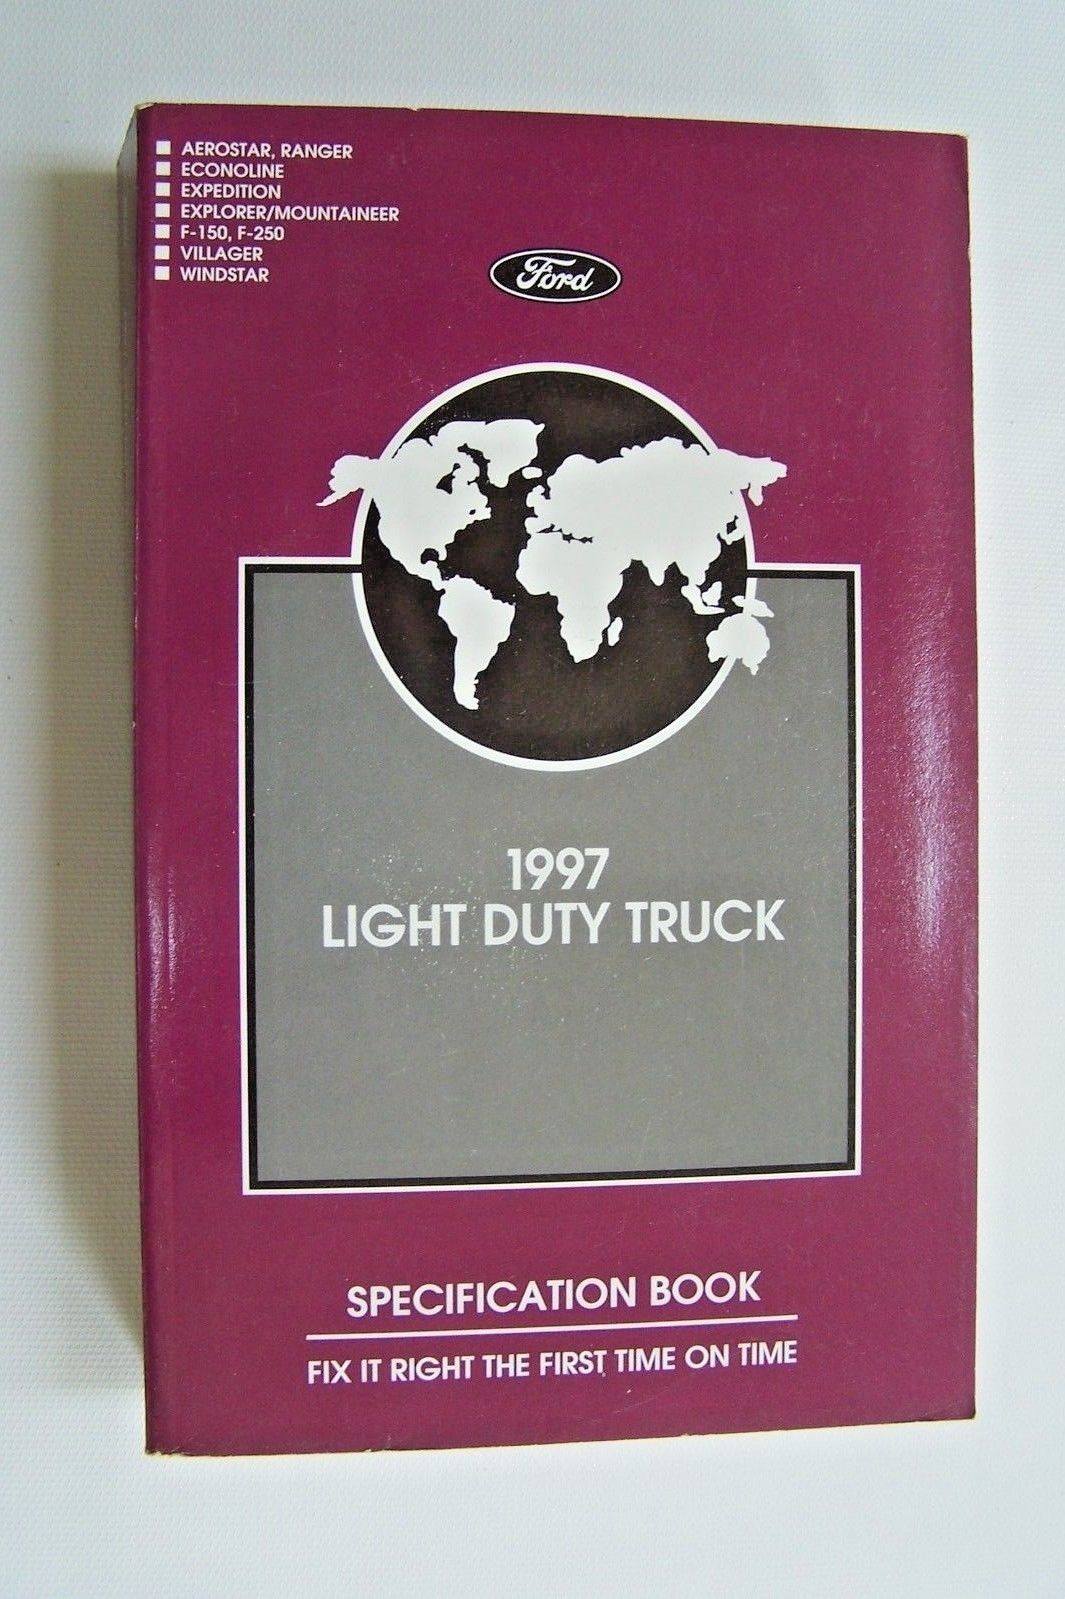 AEROSTAR, RANGER
ECONOLINE
EXPEDITION
EXPLORER/MOUNTAINEER
F-150, F-250
VILLAGER
WINDSTAR
Ford
1997
LIGHT DUTY TRUCK
SPECIFICATION BOOK
FIX IT RIGHT THE FIRST TIME ON TIME